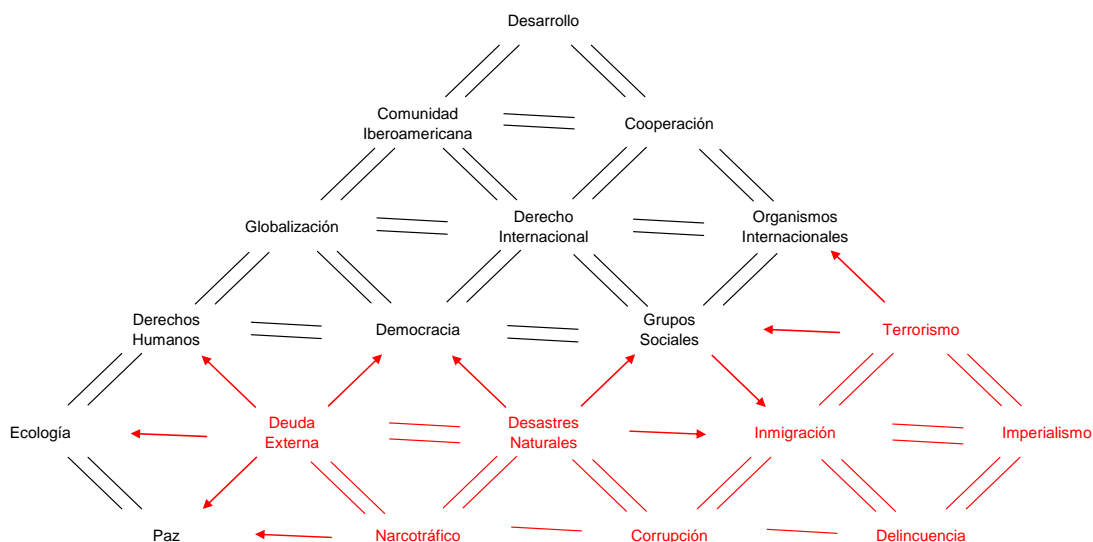 Desarrollo
Comunidad
Iberoamericana
Cooperación
Globalización
Derecho
Internacional
Organismos
Internacionales
Derechos
Humanos
Democracia
Grupos
Sociales
Terrorismo
Ecología
Deuda
Externa
Desastres
Naturales
Inmigración
Imperialismo
Paz
Narcotráfico
Corrupción
Delincuencia